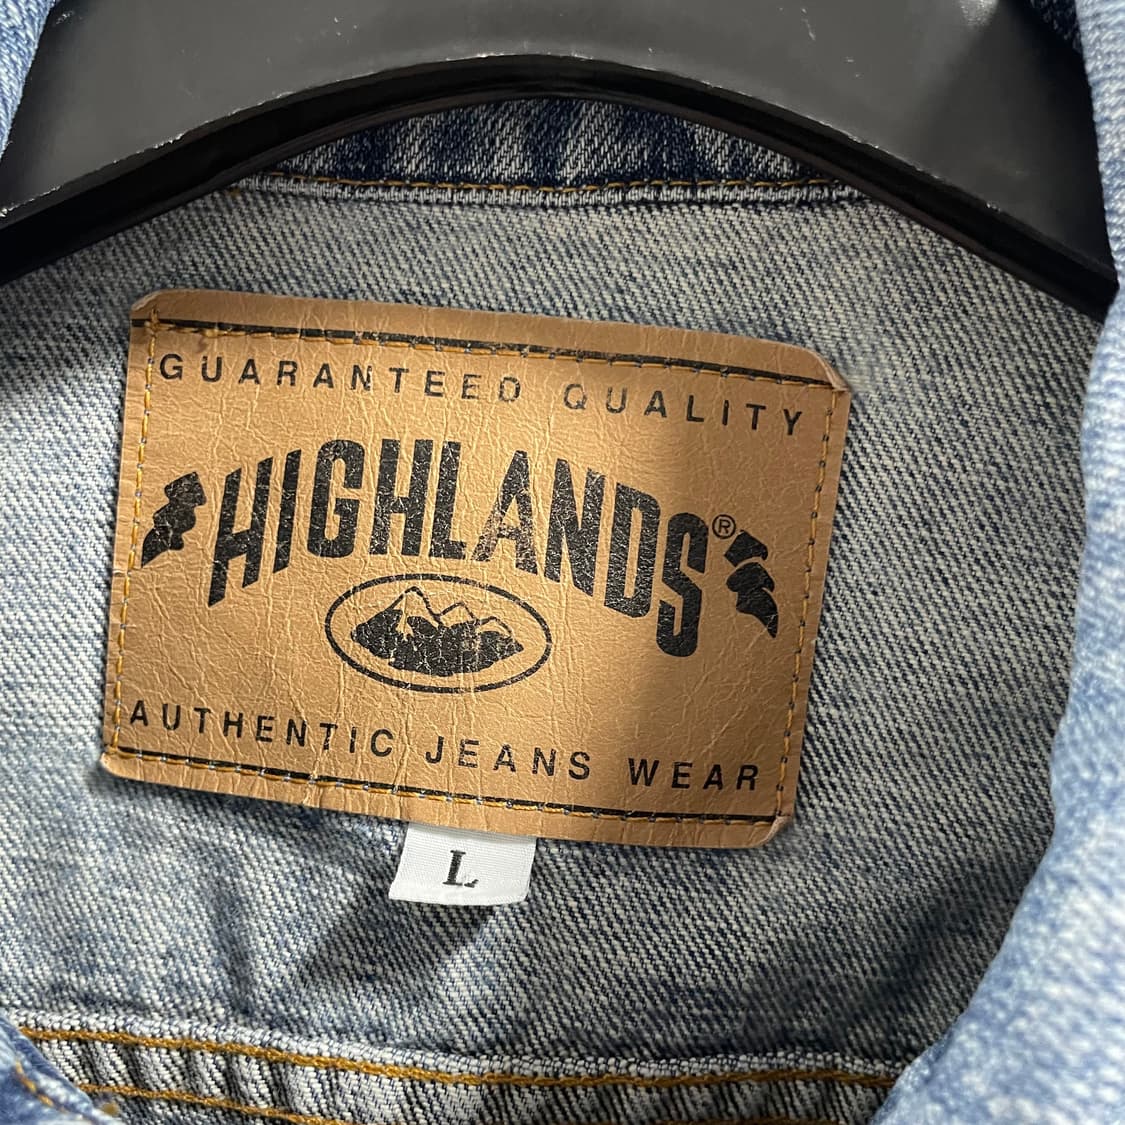 GUARANTEED QUALITY
HIGHLANDS®
AUTHENTIC JEANS WEAR
L